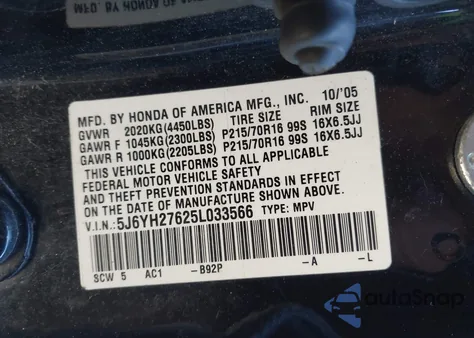 MFD. BY HONDA OF AMERICA MFG., INC. 10/'05
GVWR 2020KG(4450LBS) TIRE SIZE RIM SIZE
GAWR F 1045KG(2300LBS) P215/70R16 99S 16X6.5JJ
GAWR R 1000KG(2205LBS) P215/70R16 99S 16X6.5JJ
THIS VEHICLE CONFORMS TO ALL APPLICABLE
FEDERAL MOTOR VEHICLE SAFETY
AND THEFT PREVENTION STANDARDS IN EFFECT
ON THE DATE OF MANUFACTURE SHOWN ABOVE.
V.I.N.:5J6YH27625L033566 TYPE: MPV
SCW 5 AC1 -B92P -A -L
autoSnap